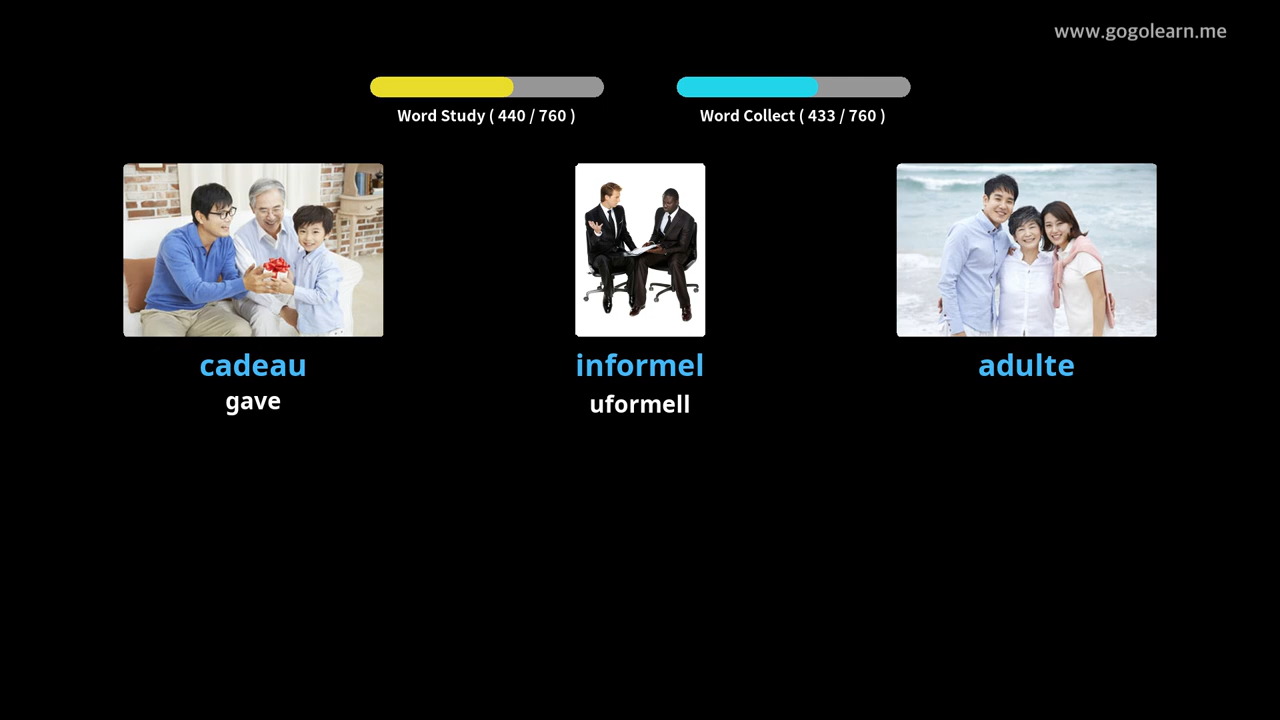 www.gogolearn.me
Word Study ( 440 / 760 )
Word Collect ( 433 / 760 )
cadeau
gave
informel
uformell
adulte